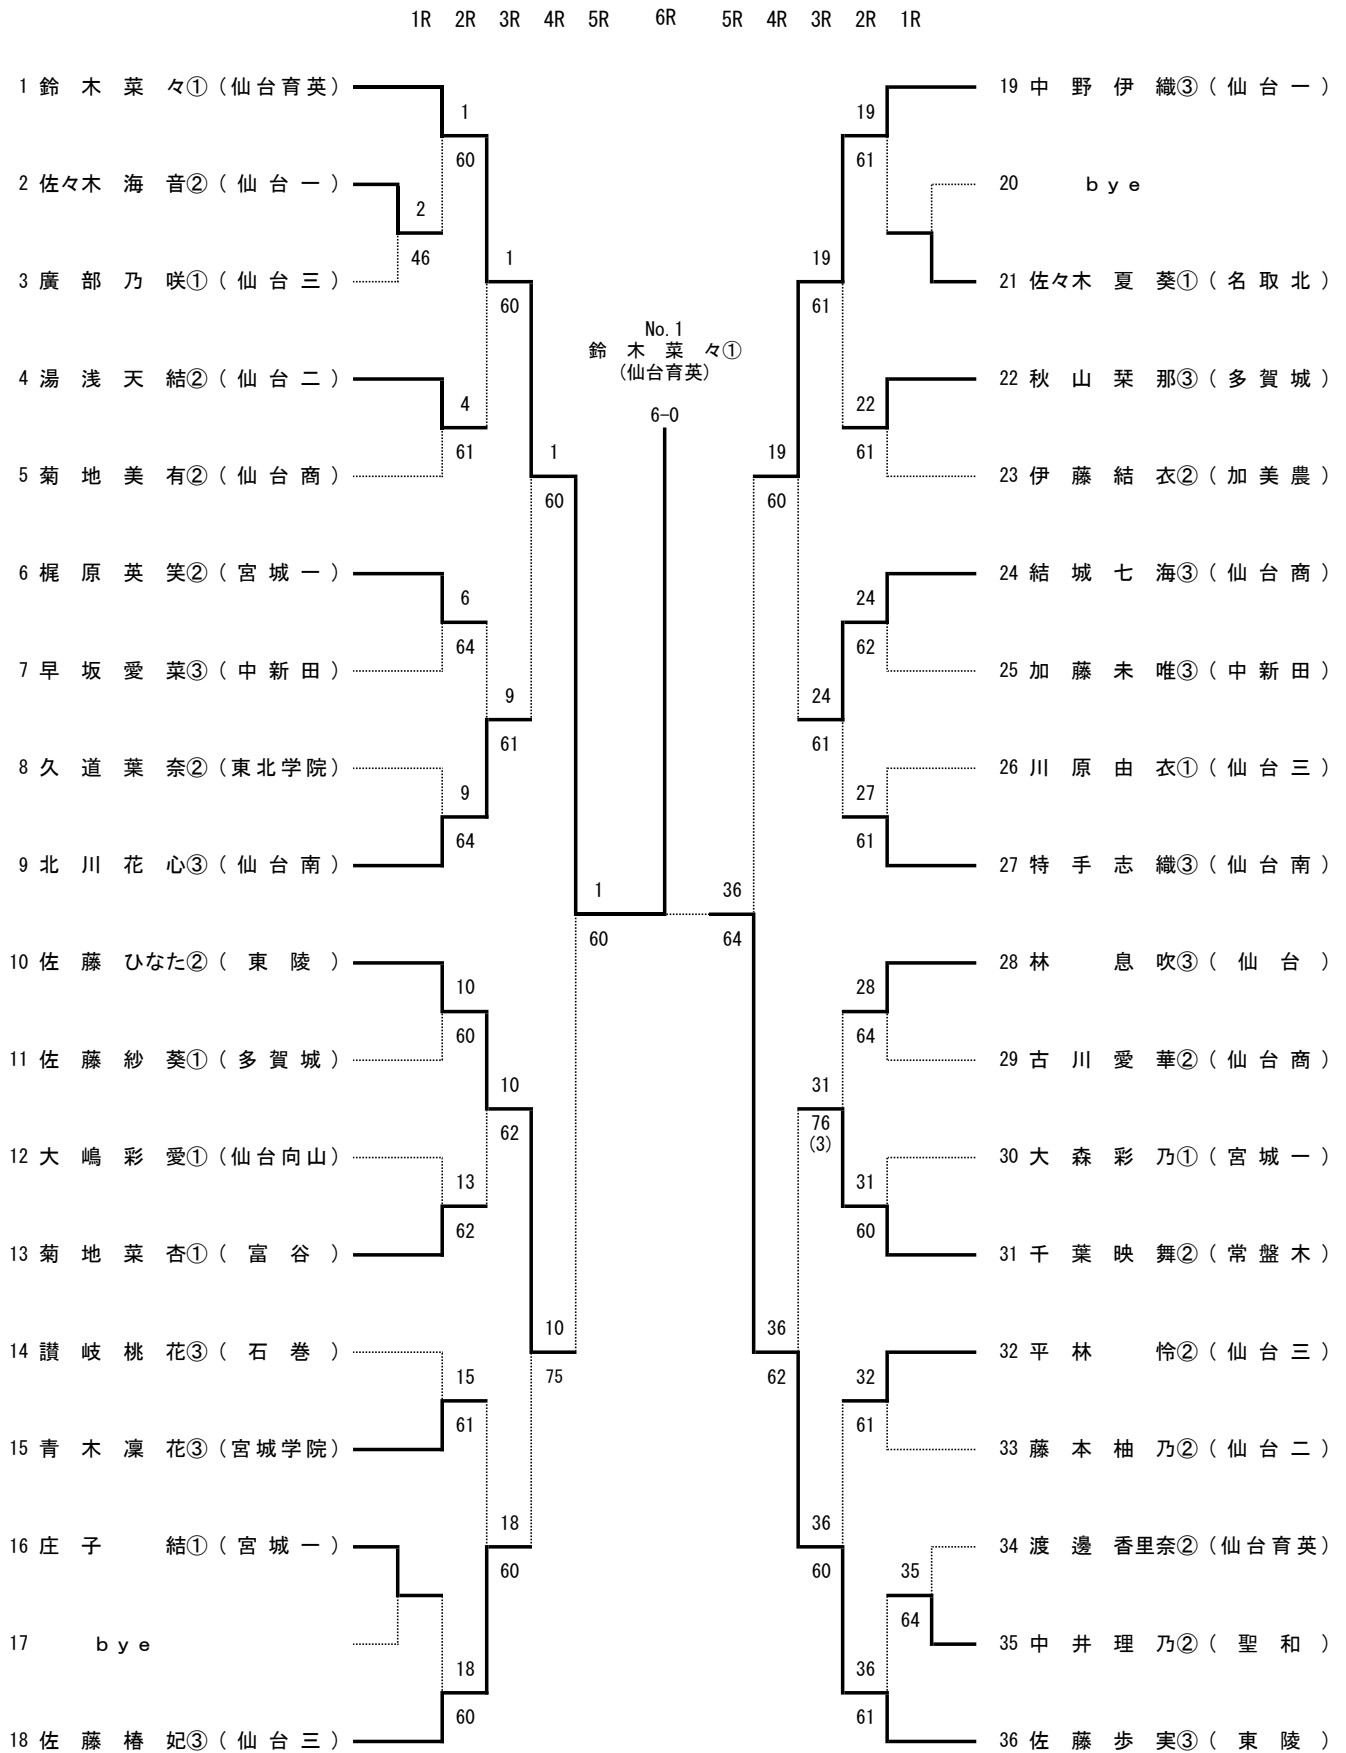 1R 2R 3R 4R 5R 6R 5R 4R 3R 2R 1R
1 鈴 木 菜 々① (仙台育英)
1
60
2 佐々木 海 音② ( 仙 台 一 )
2
46
3 廣 部 乃 咲① ( 仙 台 三 )
1
60
4 湯 浅 天 結② ( 仙 台 二 )
4
61
5 菊 地 美 有② ( 仙 台 商 )
1
60
6 梶 原 英 笑② ( 宮 城 一 )
6
64
7 早 坂 愛 菜③ ( 中 新 田 )
9
61
8 久 道 葉 奈② (東北学院)
9
64
9 北 川 花 心③ ( 仙 台 南 )
1
60
10 佐 藤 ひなた② ( 東 陵 )
10
60
11 佐 藤 紗 葵① ( 多 賀 城 )
10
62
12 大 嶋 彩 愛① (仙台向山)
13
62
13 菊 地 菜 杏① ( 富 谷 )
10
75
14 讃 岐 桃 花③ ( 石 巻 )
15
61
15 青 木 凜 花③ (宮城学院)
18
60
16 庄 子 結① ( 宮 城 一 )
17 ｂｙｅ
18
60
18 佐 藤 椿 妃③ ( 仙 台 三 )
No.1
鈴 木 菜 々①
(仙台育英)
6-0
19 中 野 伊 織③ ( 仙 台 一 )
19
61
20 ｂｙｅ
19
61
21 佐々木 夏 葵① ( 名 取 北 )
22 秋 山 栞 那③ ( 多 賀 城 )
22
61
23 伊 藤 結 衣② ( 加 美 農 )
19
60
24 結 城 七 海③ ( 仙 台 商 )
24
62
25 加 藤 未 唯③ ( 中 新 田 )
24
61
26 川 原 由 衣① ( 仙 台 三 )
27
61
27 特 手 志 織③ ( 仙 台 南 )
36
64
28 林 息 吹③ ( 仙 台 )
28
64
29 古 川 愛 華② ( 仙 台 商 )
31
76
(3)
30 大 森 彩 乃① ( 宮 城 一 )
31
60
31 千 葉 映 舞② ( 常 盤 木 )
36
62
32 平 林 怜② ( 仙 台 三 )
32
61
33 藤 本 柚 乃② ( 仙 台 二 )
36
60
34 渡 邊 香里奈② (仙台育英)
35
64
35 中 井 理 乃② ( 聖 和 )
36
61
36 佐 藤 歩 実③ ( 東 陵 )